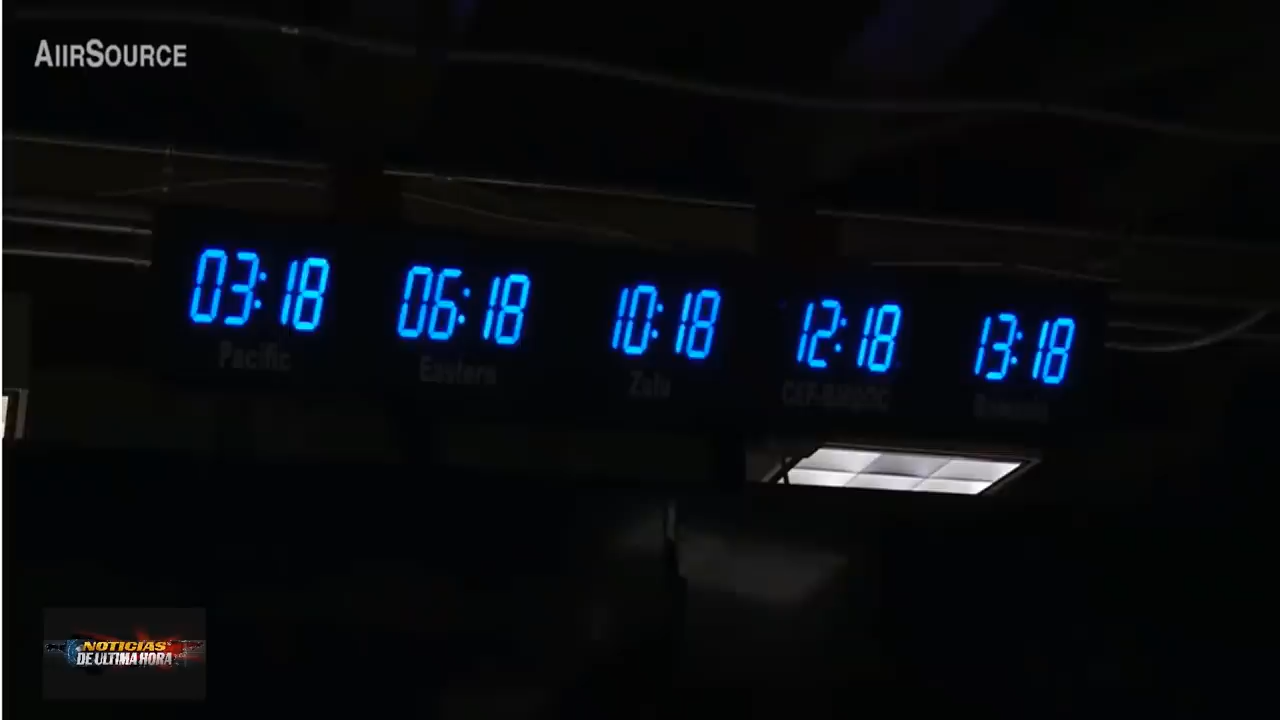 AIIRSOURCE
03:18
06:18
10:18
12:18
13:18
Pacific
Eastern
Zulu
NOTICIAS
DE ULTIMA HORA